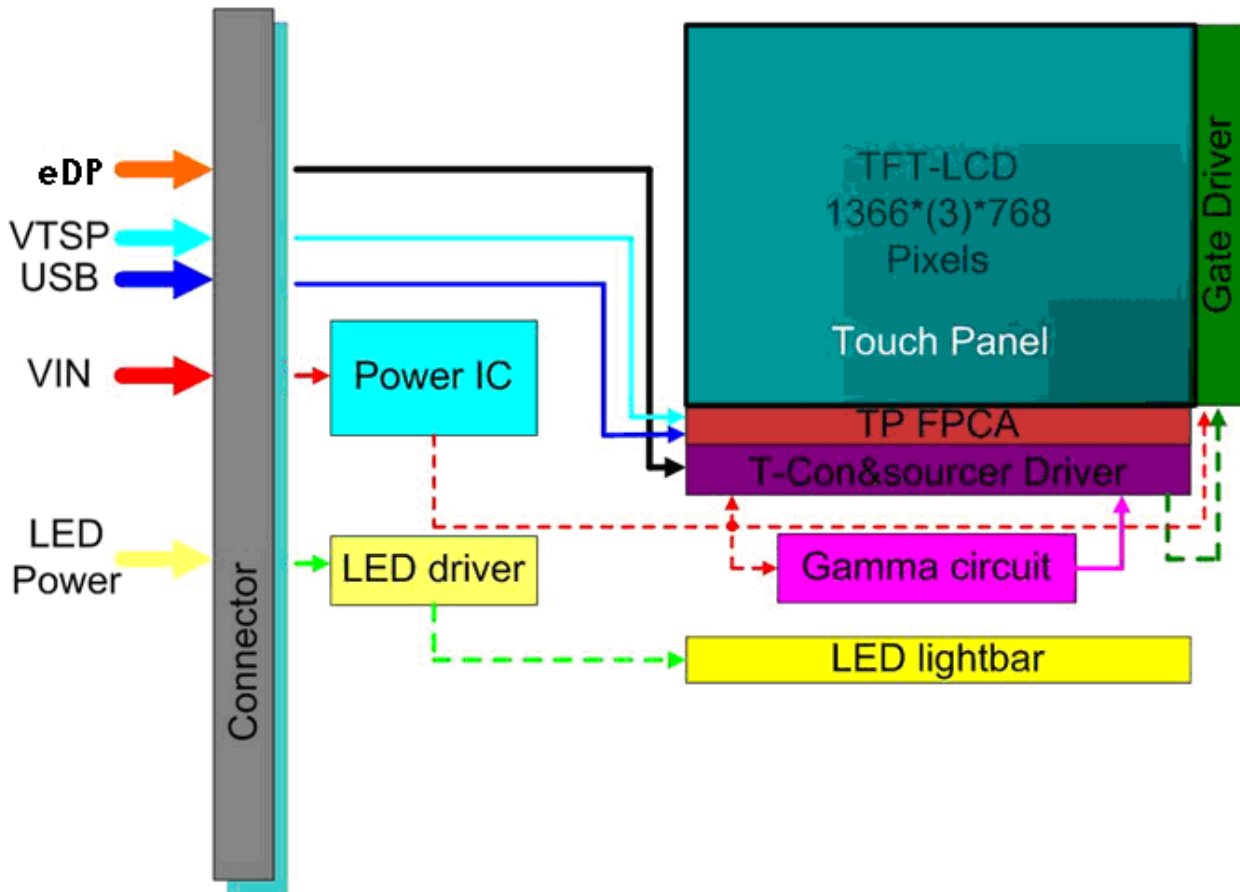 eDP
VTSP
USB
VIN
LED
Power
Connector
Power IC
LED driver
TFT-LCD
1366*(3)*768
Pixels
Touch Panel
Gate Driver
TP FPCA
T-Con&sourcer Driver
Gamma circuit
LED lightbar